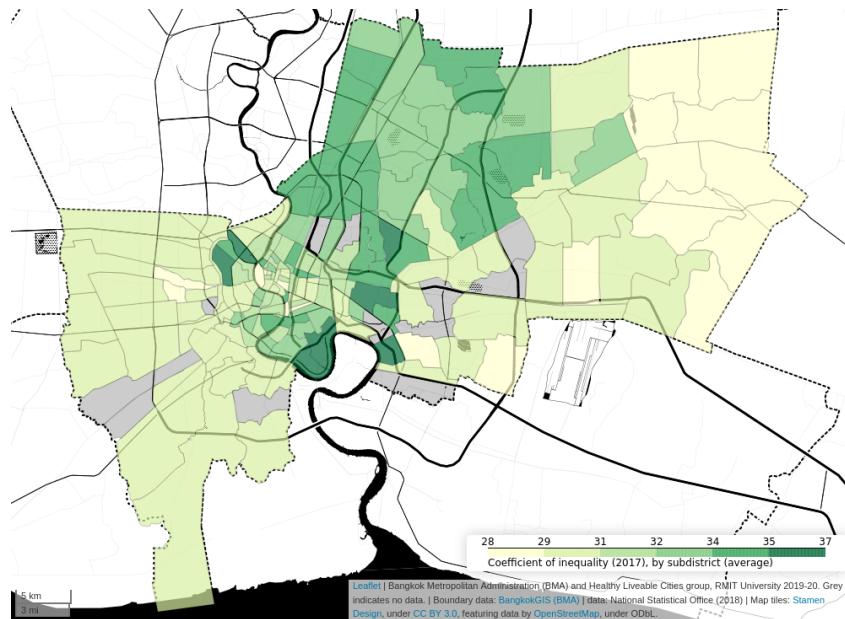 28 29 31 32 34 35 37
Coefficient of inequality (2017), by subdistrict (average)
5 km
3 mi
Leaflet | Bangkok Metropolitan Administration (BMA) and Healthy Liveable Cities group, RMIT University 2019-20. Grey
indicates no data. | Boundary data: BangkokGIS (BMA) | data: National Statistical Office (2018) | Map tiles: Stamen
Design, under CC BY 3.0, featuring data by OpenStreetMap, under ODbL.